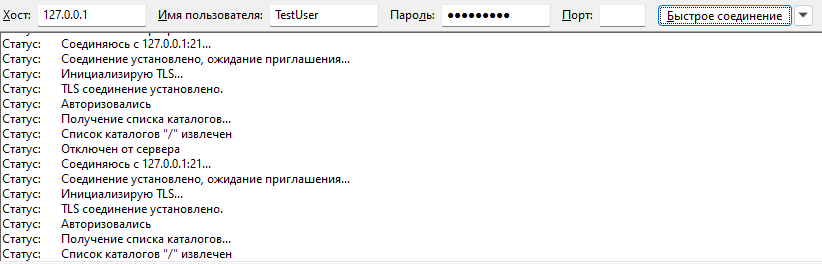 Хост: 127.0.0.1 Имя пользователя: TestUser Пароль: ●●●●●●●●● Порт: Быстрое соединение
Статус: Соединяюсь с 127.0.0.1:21...
Статус: Соединение установлено, ожидание приглашения...
Статус: Инициализирую TLS...
Статус: TLS соединение установлено.
Статус: Авторизовались
Статус: Получение списка каталогов...
Статус: Список каталогов "/" извлечен
Статус: Отключен от сервера
Статус: Соединяюсь с 127.0.0.1:21...
Статус: Соединение установлено, ожидание приглашения...
Статус: Инициализирую TLS...
Статус: TLS соединение установлено.
Статус: Авторизовались
Статус: Получение списка каталогов...
Статус: Список каталогов "/" извлечен